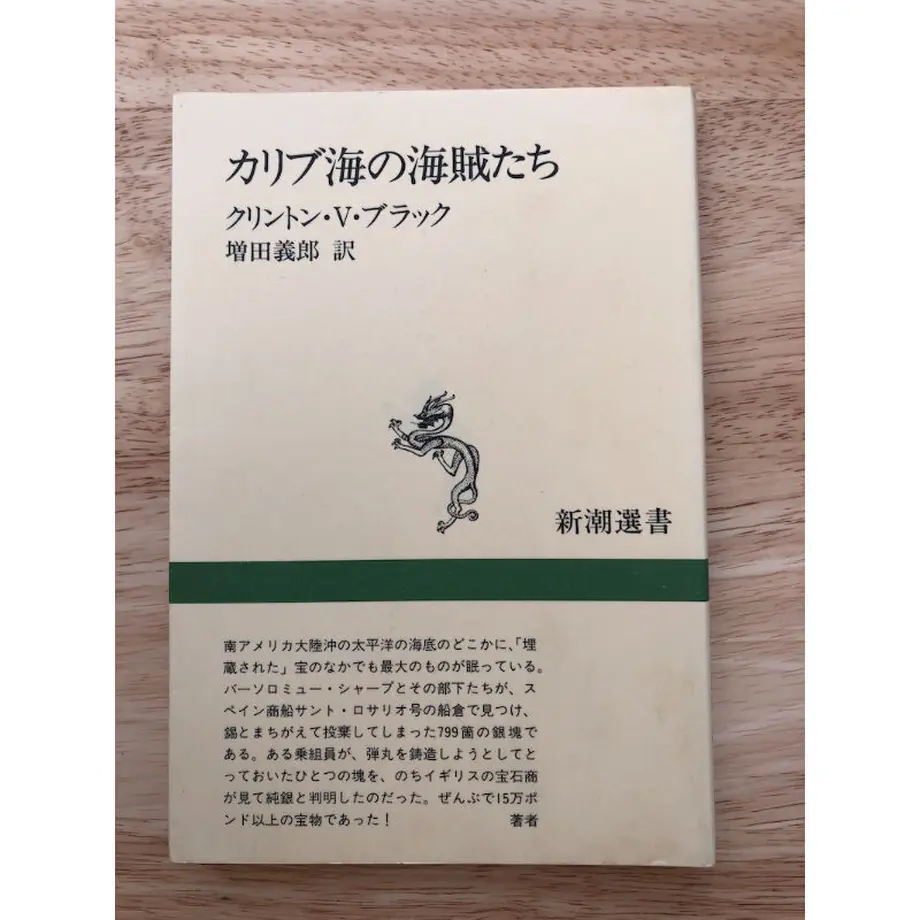 カリブ海の海賊たち
クリントン・V・ブラック
増田義郎 訳
新潮選書
南アメリカ大陸沖の太平洋の海底のどこかに、「埋
蔵された」宝のなかでも最大のものが眠っている。
バーソロミュー・シャープとその部下たちが、ス
ペイン商船サント・ロサリオ号の船倉で見つけ、
錫とまちがえて投棄してしまった799箇の銀塊で
ある。ある乗組員が、弾丸を鋳造しようとしてと
っておいたひとつの塊を、のちイギリスの宝石商
が見て純銀と判明したのだった。ぜんぶで15万ポ
ンド以上の宝物であった! 著者